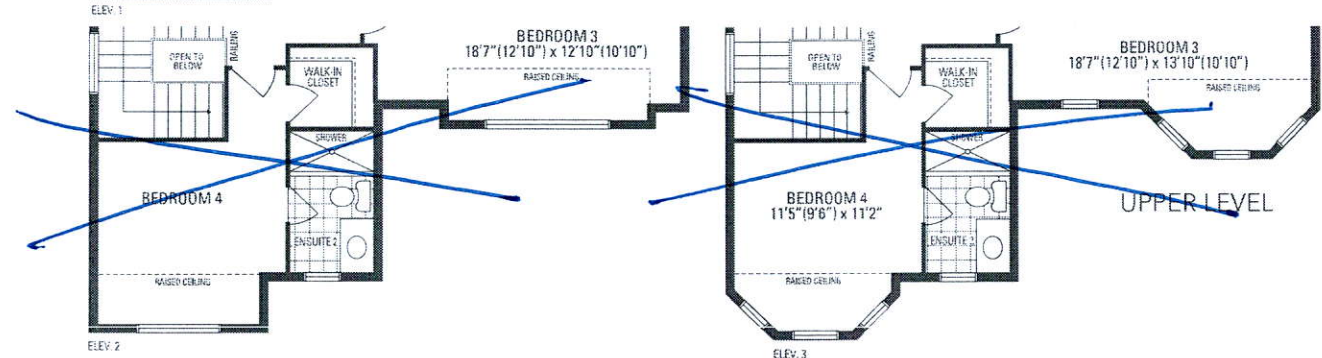 ELEV. 1
BEDROOM 3
18'7"(12'10") x 12'10"(10'10")
RAISED CEILING
OPEN TO
BELOW
RAILING
WALK-IN
CLOSET
SHOWER
BEDROOM 4
ENSUITE 2
RAISED CEILING
ELEV. 2
BEDROOM 3
18'7"(12'10") x 13'10"(10'10")
RAISED CEILING
OPEN TO
BELOW
RAILING
WALK-IN
CLOSET
SHOWER
BEDROOM 4
11'5"(9'6") x 11'2"
ENSUITE 2
RAISED CEILING
UPPER LEVEL
ELEV. 3